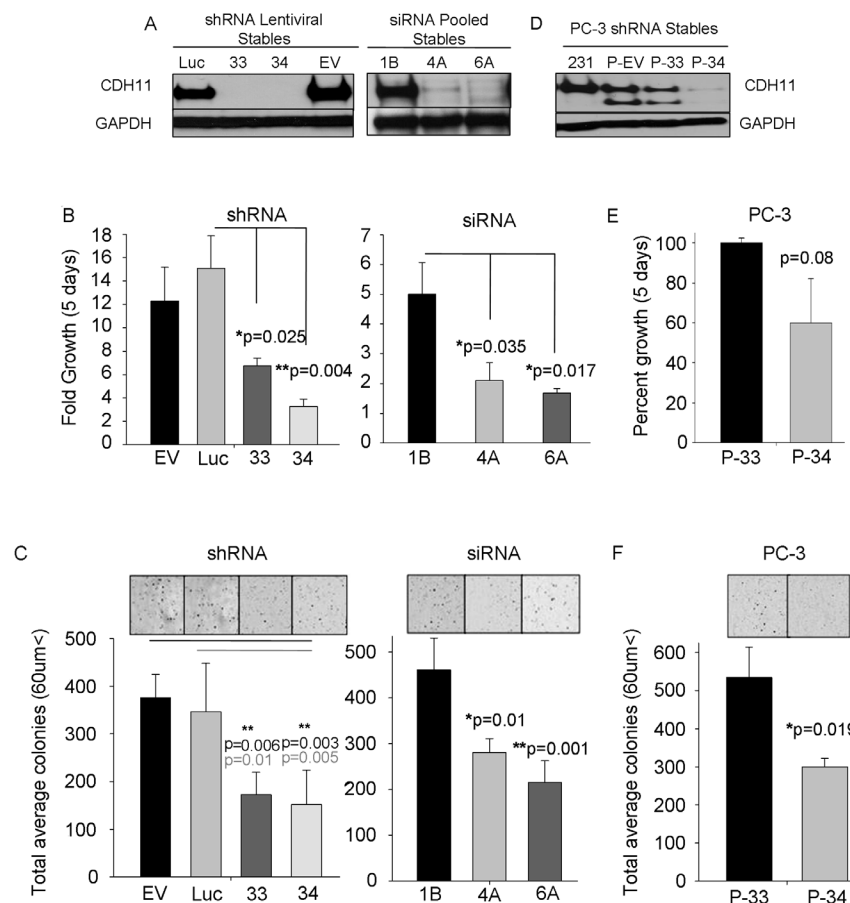 A
shRNA Lentiviral
Stables
siRNA Pooled
Stables
D
PC-3 shRNA Stables
Luc 33 34 EV
1B 4A 6A
231 P-EV P-33 P-34
CDH11
CDH11
GAPDH
GAPDH
B
shRNA
Fold Growth (5 days)
18
16
14
12
10
8
6
4
2
0
*p=0.025
**p=0.004
EV Luc 33 34
siRNA
7
6
5
4
3
2
1
0
*p=0.035
*p=0.017
1B 4A 6A
E
PC-3
Percent growth (5 days)
100
80
60
40
20
0
p=0.08
P-33 P-34
C
shRNA
Total average colonies (60um<)
500
400
300
200
100
0
** **
p=0.006 p=0.003
p=0.01 p=0.005
EV Luc 33 34
siRNA
500
400
300
200
100
0
*p=0.01
**p=0.001
1B 4A 6A
F
PC-3
Total average colonies (60um<)
600
500
400
300
200
100
0
*p=0.019
P-33 P-34